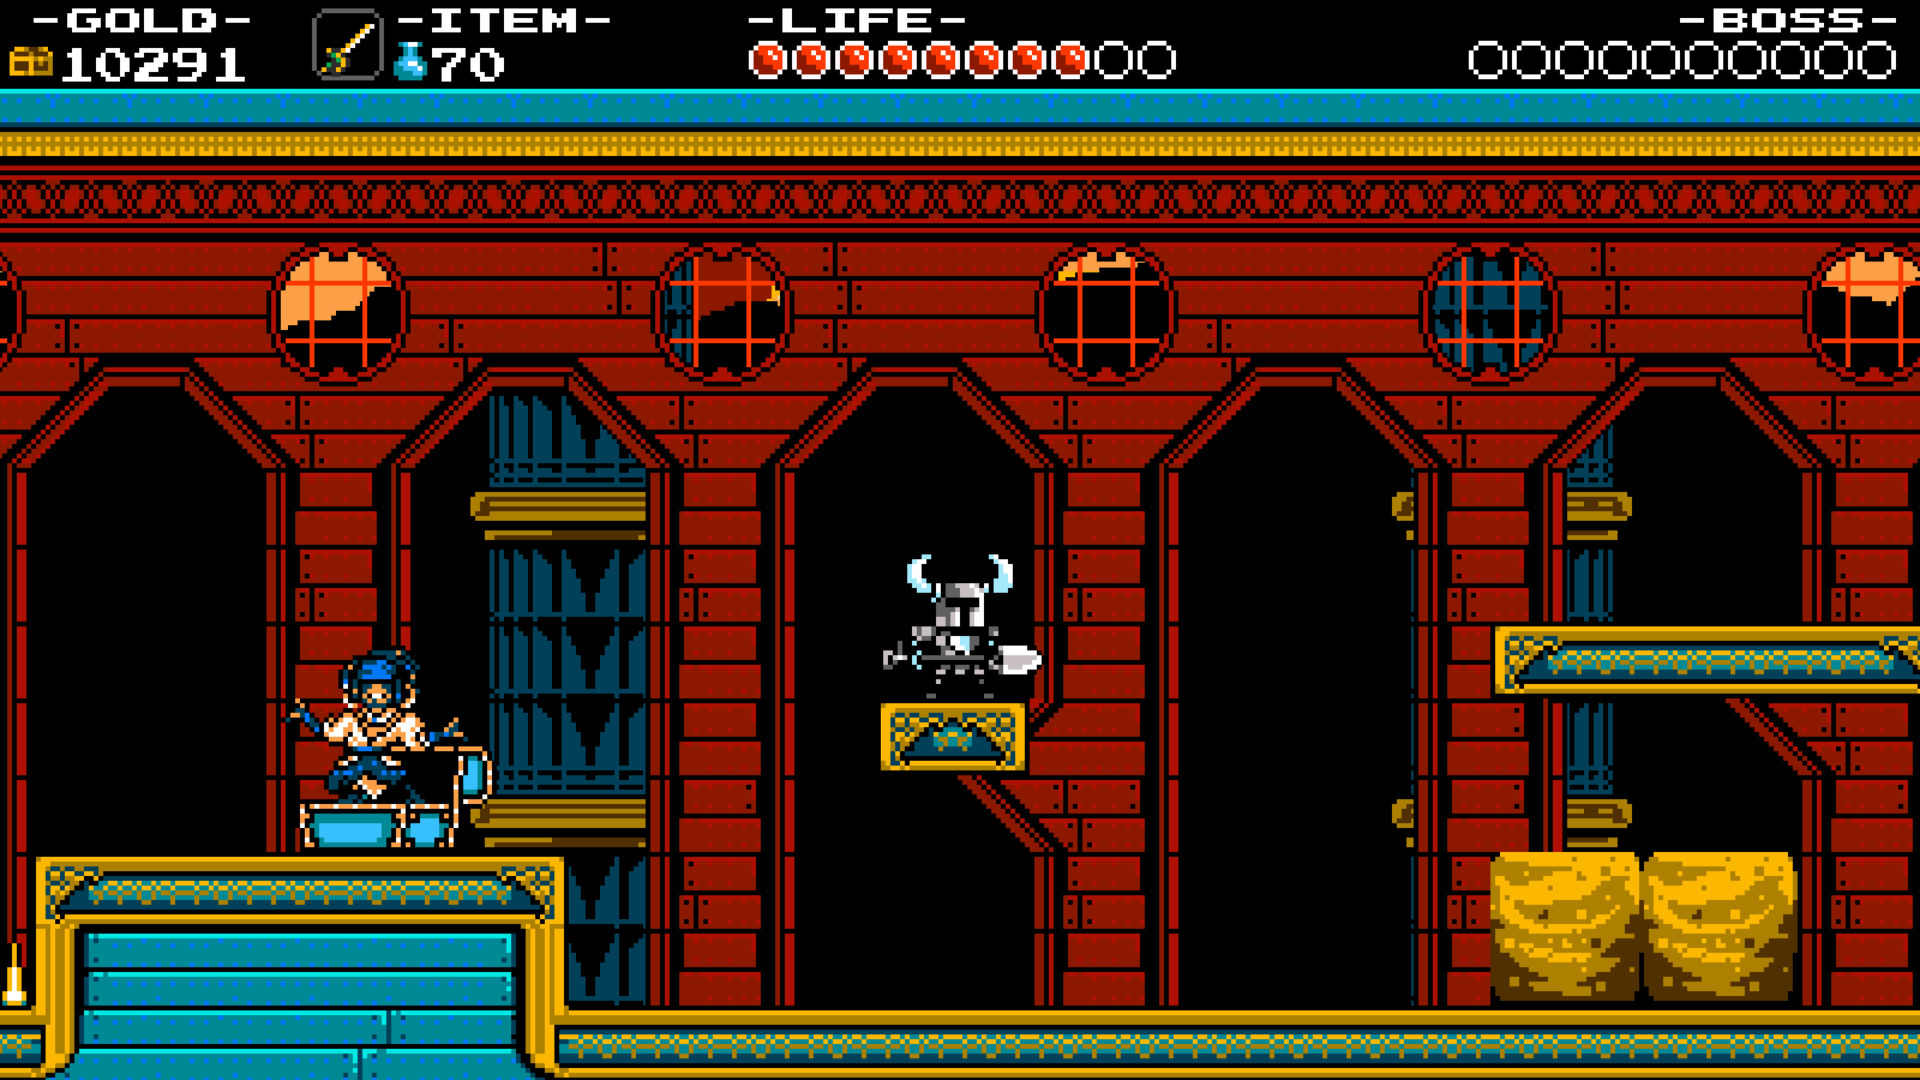 -GOLD-
10291
-ITEM-
70
-LIFE-
-BOSS-